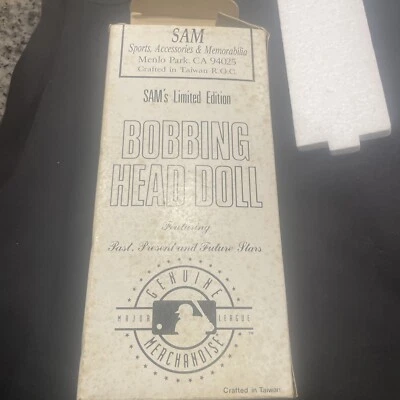 SAM
Sports, Accessories & Memorabilia
Menlo Park, CA 94025
Crafted in Taiwan R.O.C.
SAM's Limited Edition
BOBBING
HEAD DOLL
Featuring
Past, Present and Future Stars
GENUINE
MAJOR LEAGUE
MERCHANDISE
Crafted in Taiwan